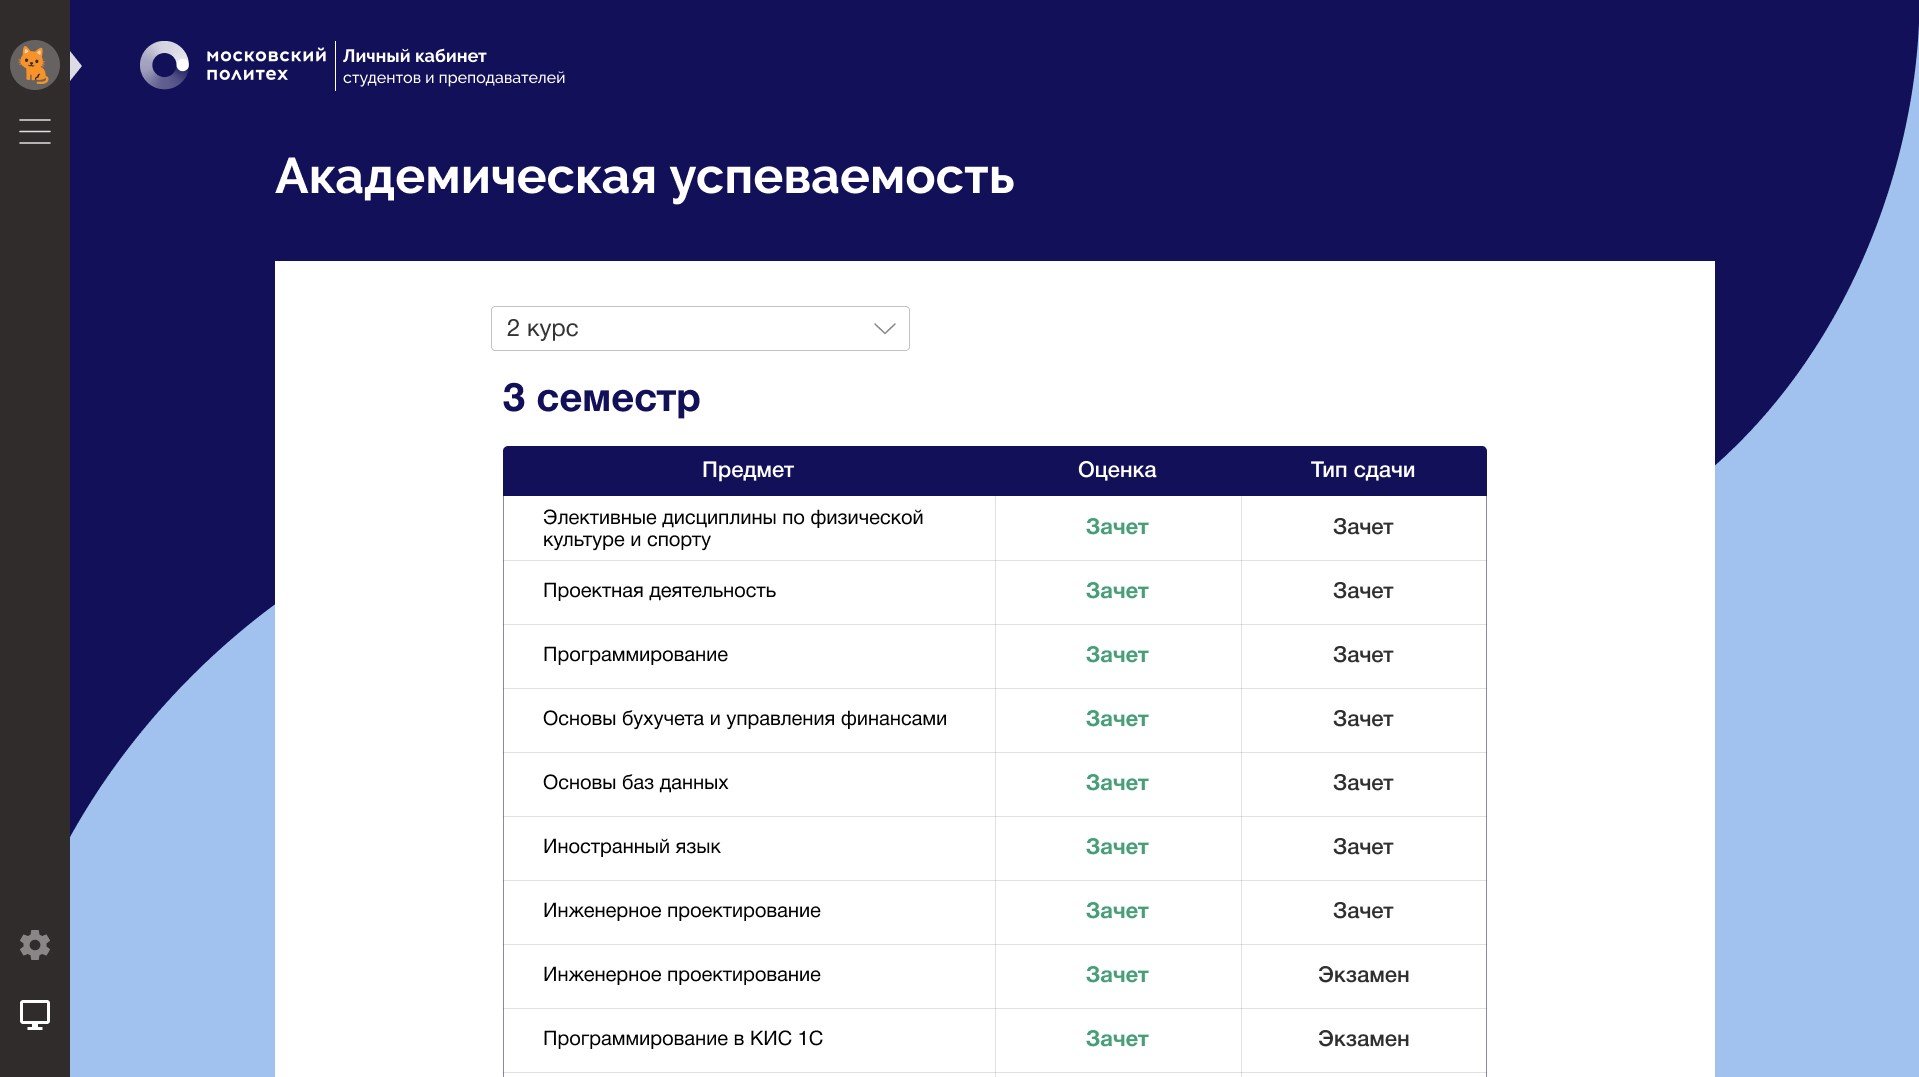 московский
политех
Личный кабинет
студентов и преподавателей
Академическая успеваемость
2 курс
3 семестр
Предмет Оценка Тип сдачи
Элективные дисциплины по физической
культуре и спорту
Зачет Зачет
Проектная деятельность Зачет Зачет
Программирование Зачет Зачет
Основы бухучета и управления финансами Зачет Зачет
Основы баз данных Зачет Зачет
Иностранный язык Зачет Зачет
Инженерное проектирование Зачет Зачет
Инженерное проектирование Зачет Экзамен
Программирование в КИС 1С Зачет Экзамен